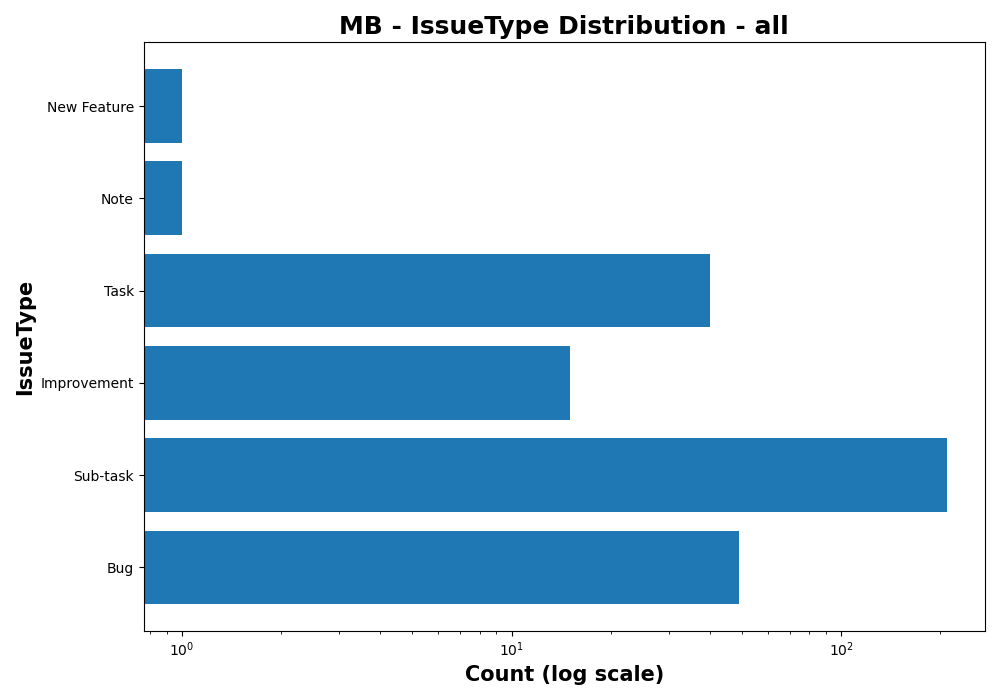 MB - IssueType Distribution - all
IssueType
New Feature
Note
Task
Improvement
Sub-task
Bug
10⁰
10¹
10²
Count (log scale)